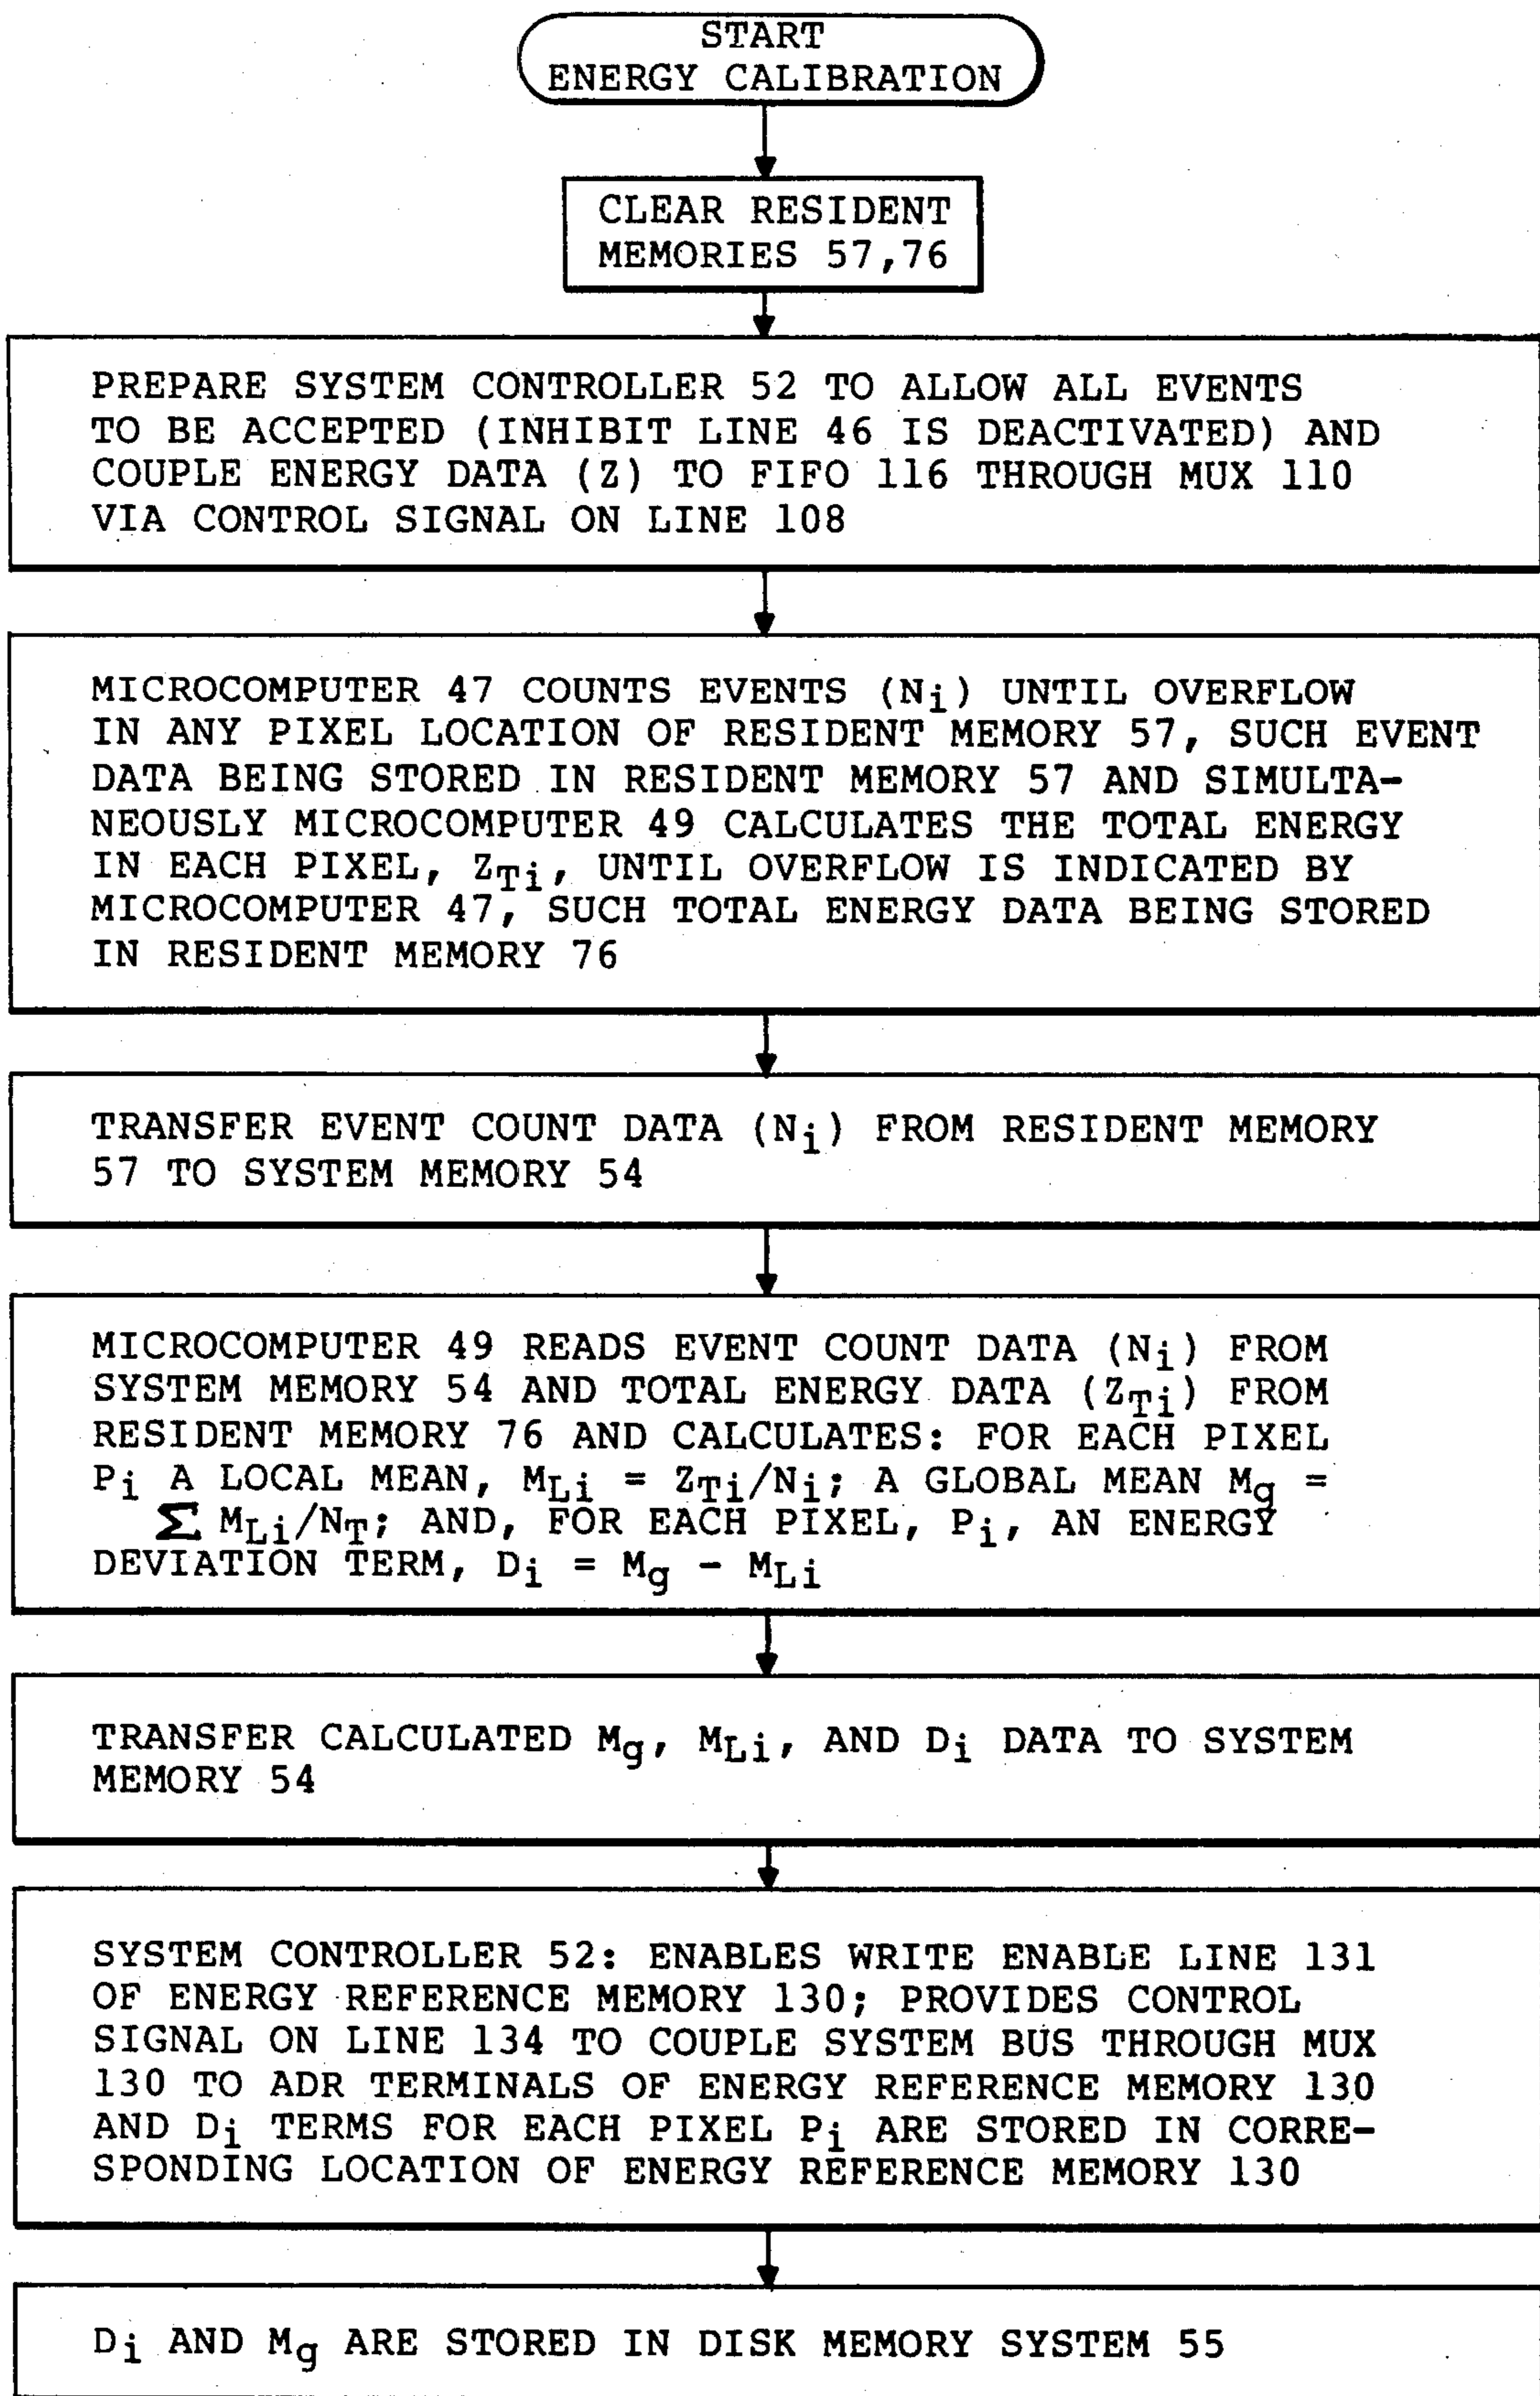 START
ENERGY CALIBRATION
CLEAR RESIDENT
MEMORIES 57,76
PREPARE SYSTEM CONTROLLER 52 TO ALLOW ALL EVENTS
TO BE ACCEPTED (INHIBIT LINE 46 IS DEACTIVATED) AND
COUPLE ENERGY DATA (Z) TO FIFO 116 THROUGH MUX 110
VIA CONTROL SIGNAL ON LINE 108
MICROCOMPUTER 47 COUNTS EVENTS (Ni) UNTIL OVERFLOW
IN ANY PIXEL LOCATION OF RESIDENT MEMORY 57, SUCH EVENT
DATA BEING STORED IN RESIDENT MEMORY 57 AND SIMULTA-
NEOUSLY MICROCOMPUTER 49 CALCULATES THE TOTAL ENERGY
IN EACH PIXEL, ZTi, UNTIL OVERFLOW IS INDICATED BY
MICROCOMPUTER 47, SUCH TOTAL ENERGY DATA BEING STORED
IN RESIDENT MEMORY 76
TRANSFER EVENT COUNT DATA (Ni) FROM RESIDENT MEMORY
57 TO SYSTEM MEMORY 54
MICROCOMPUTER 49 READS EVENT COUNT DATA (Ni) FROM
SYSTEM MEMORY 54 AND TOTAL ENERGY DATA (ZTi) FROM
RESIDENT MEMORY 76 AND CALCULATES: FOR EACH PIXEL
Pi A LOCAL MEAN, MLi = ZTi/Ni; A GLOBAL MEAN Mg =
Σ MLi/NT; AND, FOR EACH PIXEL, Pi, AN ENERGY
DEVIATION TERM, Di = Mg - MLi
TRANSFER CALCULATED Mg, MLi, AND Di DATA TO SYSTEM
MEMORY 54
SYSTEM CONTROLLER 52: ENABLES WRITE ENABLE LINE 131
OF ENERGY REFERENCE MEMORY 130; PROVIDES CONTROL
SIGNAL ON LINE 134 TO COUPLE SYSTEM BUS THROUGH MUX
130 TO ADR TERMINALS OF ENERGY REFERENCE MEMORY 130
AND Di TERMS FOR EACH PIXEL Pi ARE STORED IN CORRE-
SPONDING LOCATION OF ENERGY REFERENCE MEMORY 130
Di AND Mg ARE STORED IN DISK MEMORY SYSTEM 55